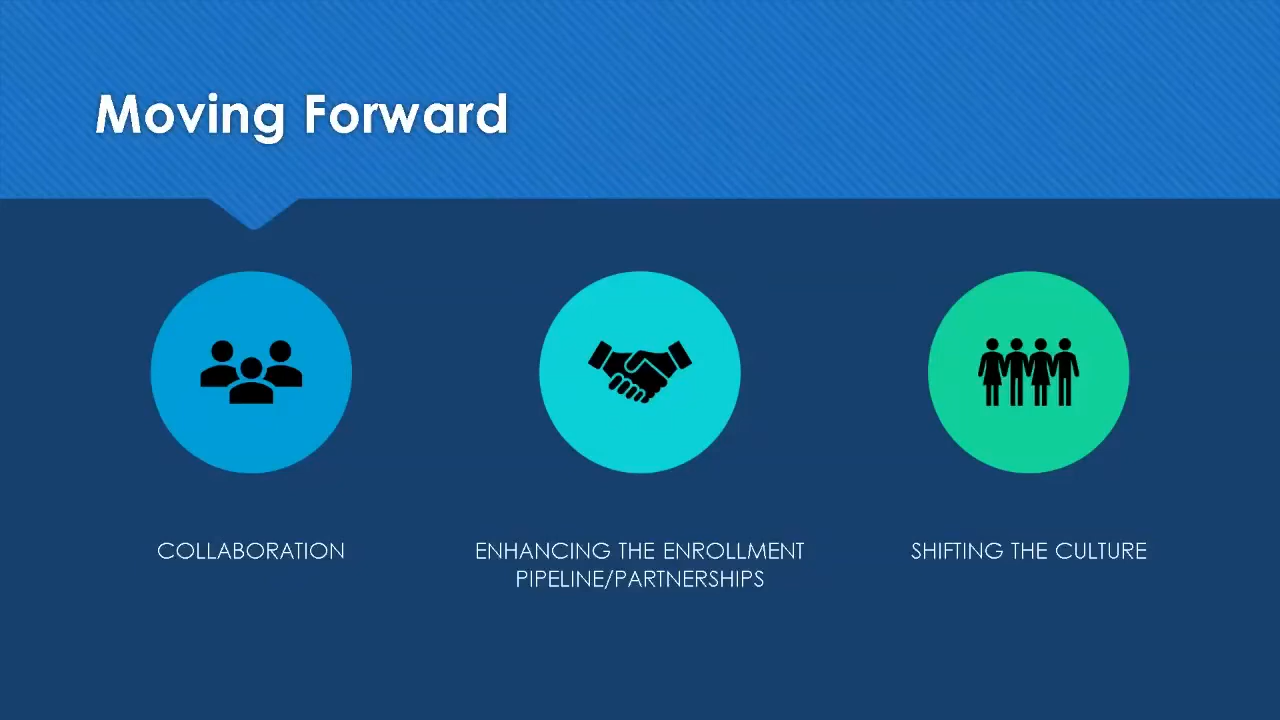 Moving Forward
COLLABORATION
ENHANCING THE ENROLLMENT
PIPELINE/PARTNERSHIPS
SHIFTING THE CULTURE